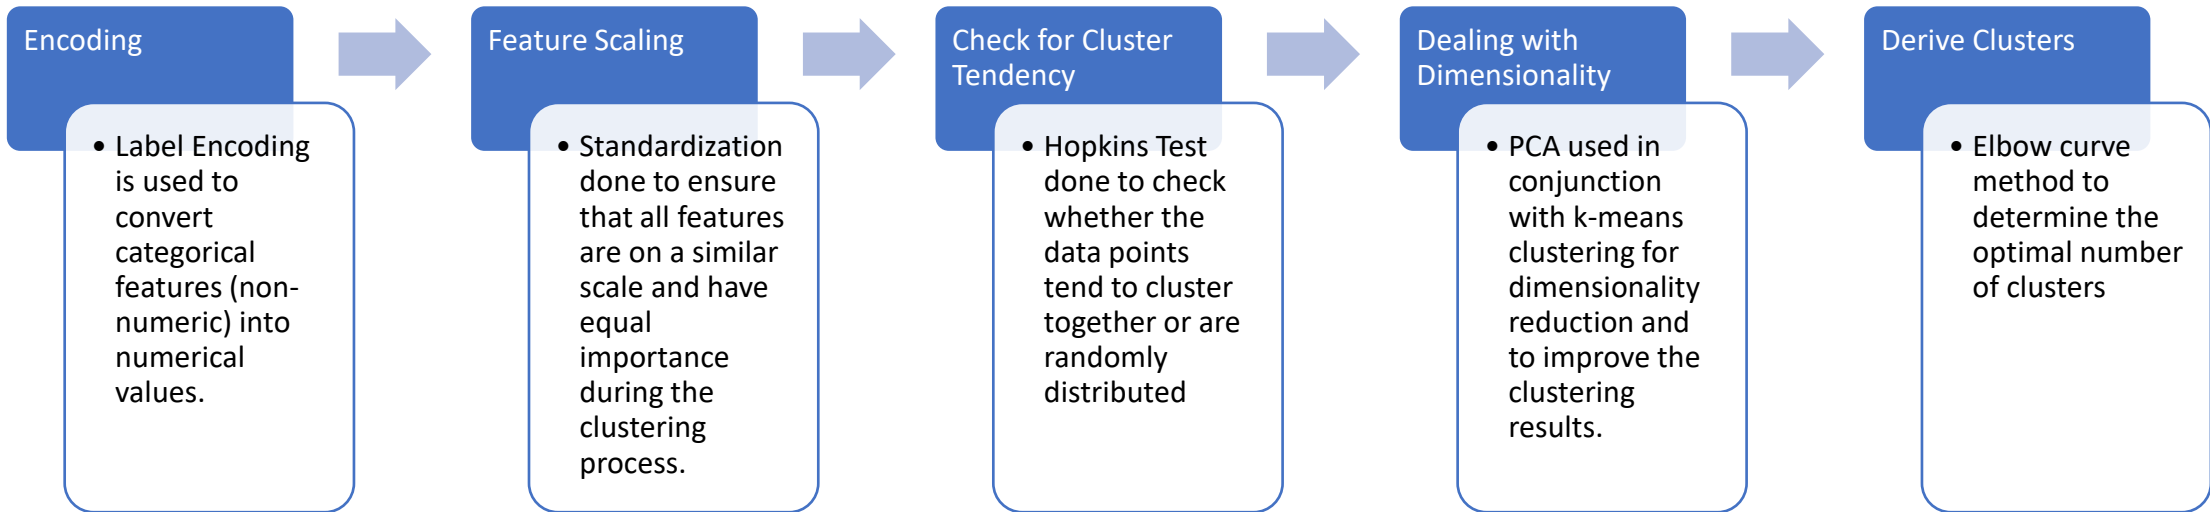 Encoding
• Label Encoding
is used to
convert
categorical
features (non-
numeric) into
numerical
values.
Feature Scaling
• Standardization
done to ensure
that all features
are on a similar
scale and have
equal
importance
during the
clustering
process.
Check for Cluster
Tendency
• Hopkins Test
done to check
whether the
data points
tend to cluster
together or are
randomly
distributed
Dealing with
Dimensionality
• PCA used in
conjunction
with k-means
clustering for
dimensionality
reduction and
to improve the
clustering
results.
Derive Clusters
• Elbow curve
method to
determine the
optimal number
of clusters